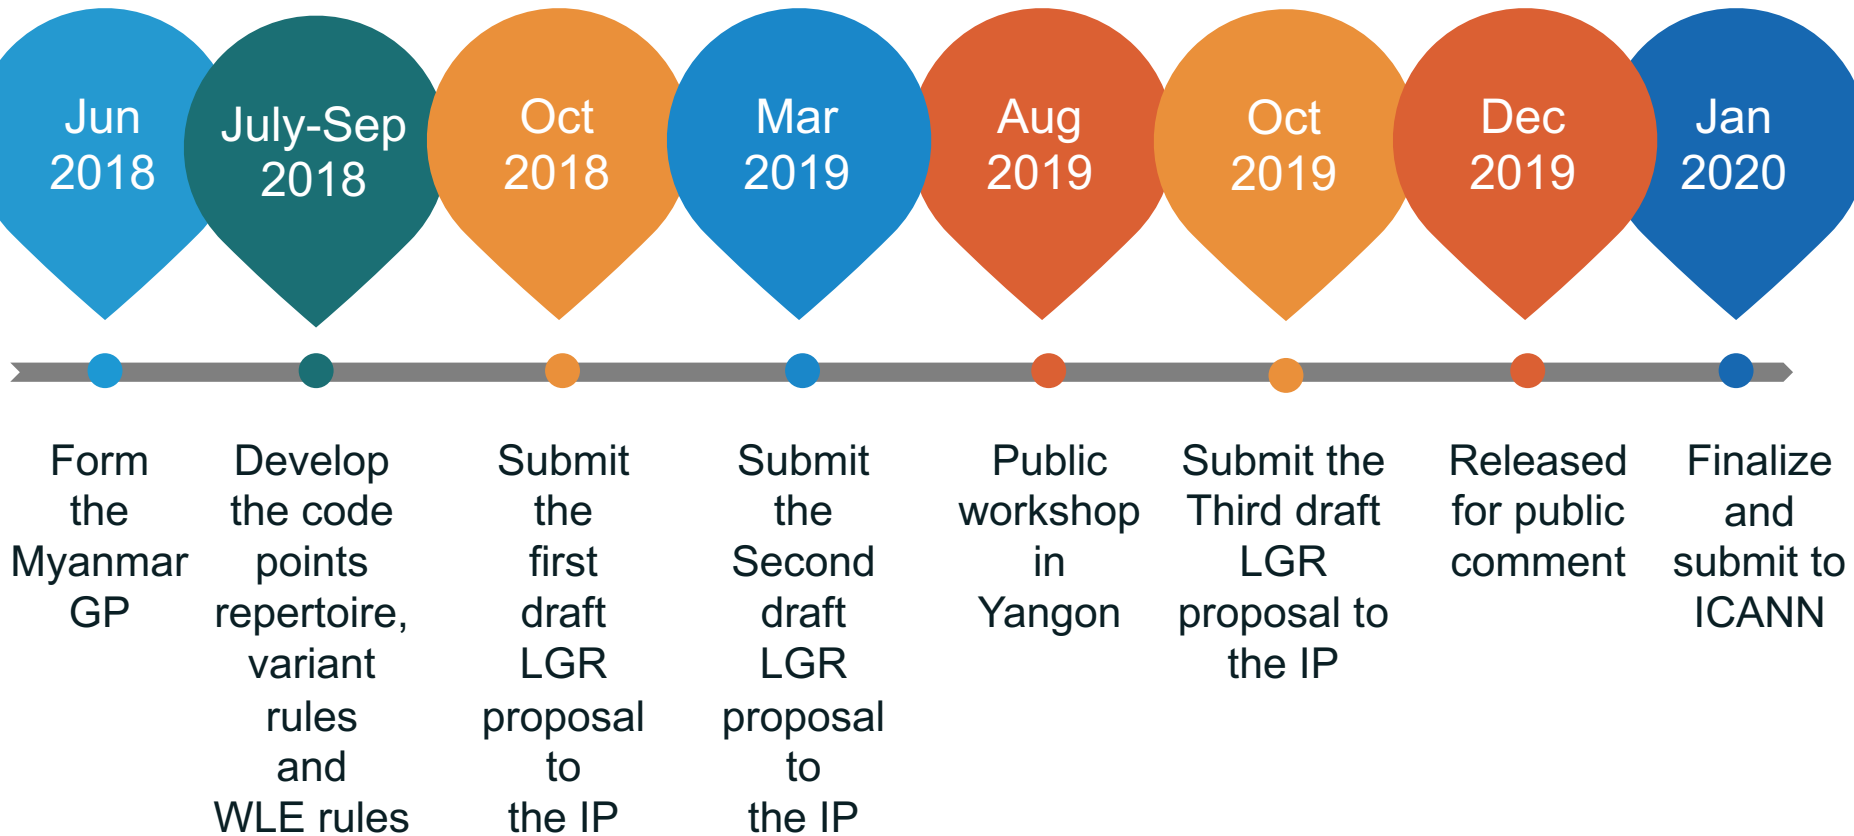 Jun
2018
July-Sep
2018
Oct
2018
Mar
2019
Aug
2019
Oct
2019
Dec
2019
Jan
2020
Form
the
Myanmar
GP
Develop
the code
points
repertoire,
variant
rules
and
WLE rules
Submit
the
first
draft
LGR
proposal
to
the IP
Submit
the
Second
draft
LGR
proposal
to
the IP
Public
workshop
in
Yangon
Submit the
Third draft
LGR
proposal to
the IP
Released
for public
comment
Finalize
and
submit to
ICANN